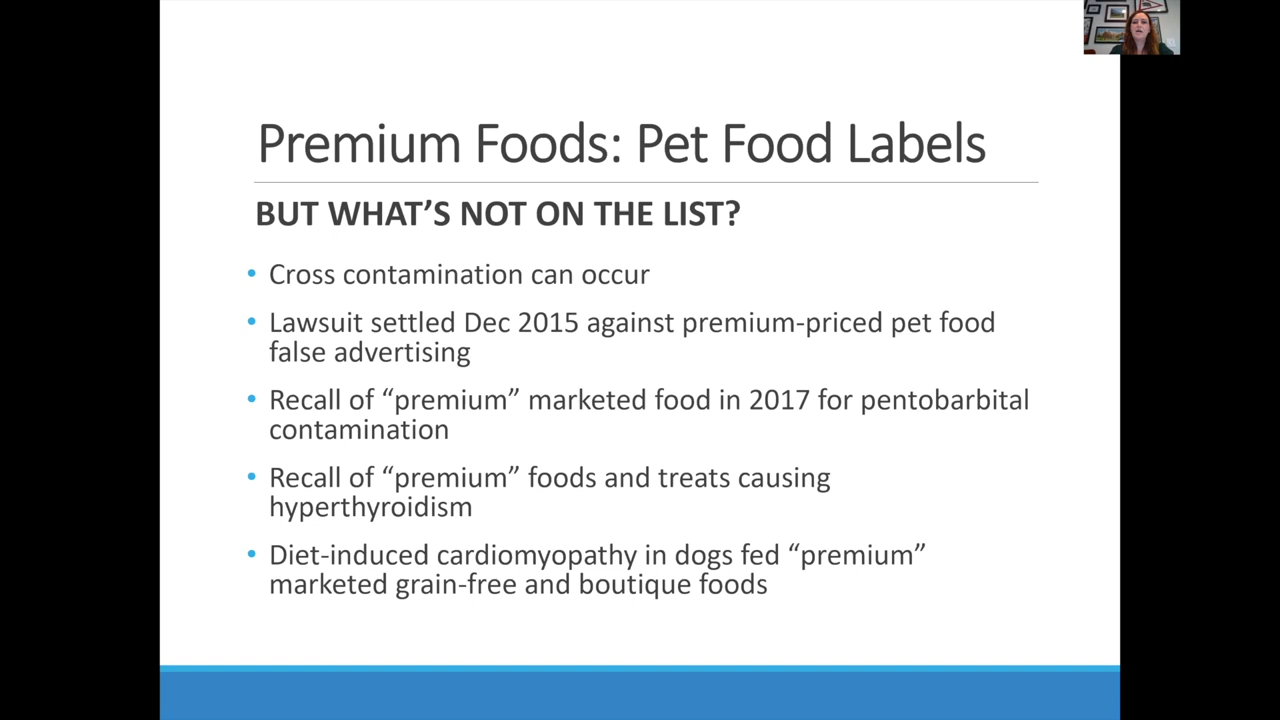 Premium Foods: Pet Food Labels
BUT WHAT’S NOT ON THE LIST?
• Cross contamination can occur
• Lawsuit settled Dec 2015 against premium-priced pet food
false advertising
• Recall of “premium” marketed food in 2017 for pentobarbital
contamination
• Recall of “premium” foods and treats causing
hyperthyroidism
• Diet-induced cardiomyopathy in dogs fed “premium”
marketed grain-free and boutique foods